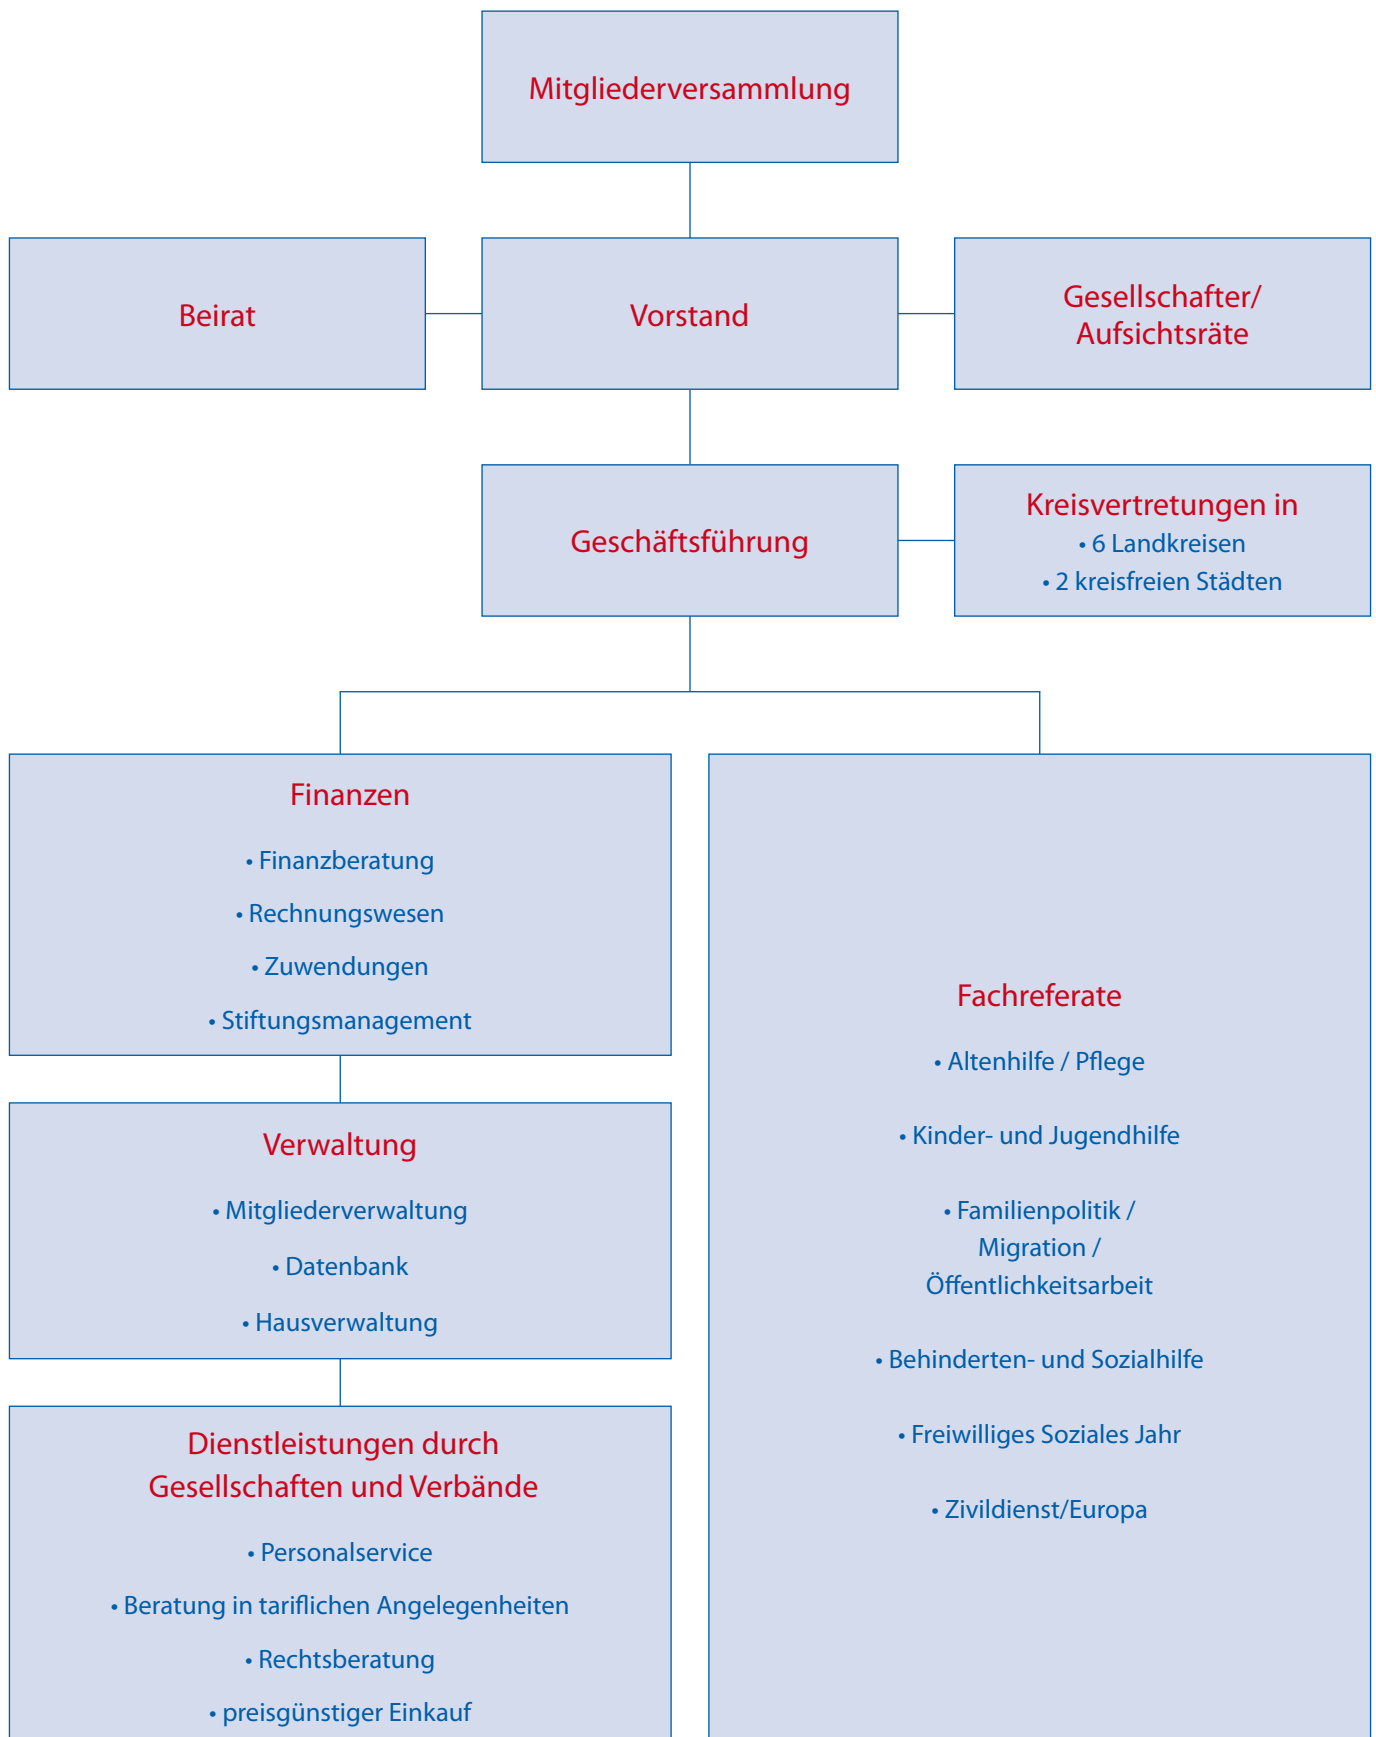 Mitgliederversammlung
Beirat
Vorstand
Gesellschafter/
Aufsichtsräte
Geschäftsführung
Kreisvertretungen in
• 6 Landkreisen
• 2 kreisfreien Städten
Finanzen
• Finanzberatung
• Rechnungswesen
• Zuwendungen
• Stiftungsmanagement
Verwaltung
• Mitgliederverwaltung
• Datenbank
• Hausverwaltung
Dienstleistungen durch
Gesellschaften und Verbände
• Personalservice
• Beratung in tariflichen Angelegenheiten
• Rechtsberatung
• preisgünstiger Einkauf
Fachreferate
• Altenhilfe / Pflege
• Kinder- und Jugendhilfe
• Familienpolitik /
Migration /
Öffentlichkeitsarbeit
• Behinderten- und Sozialhilfe
• Freiwilliges Soziales Jahr
• Zivildienst/Europa